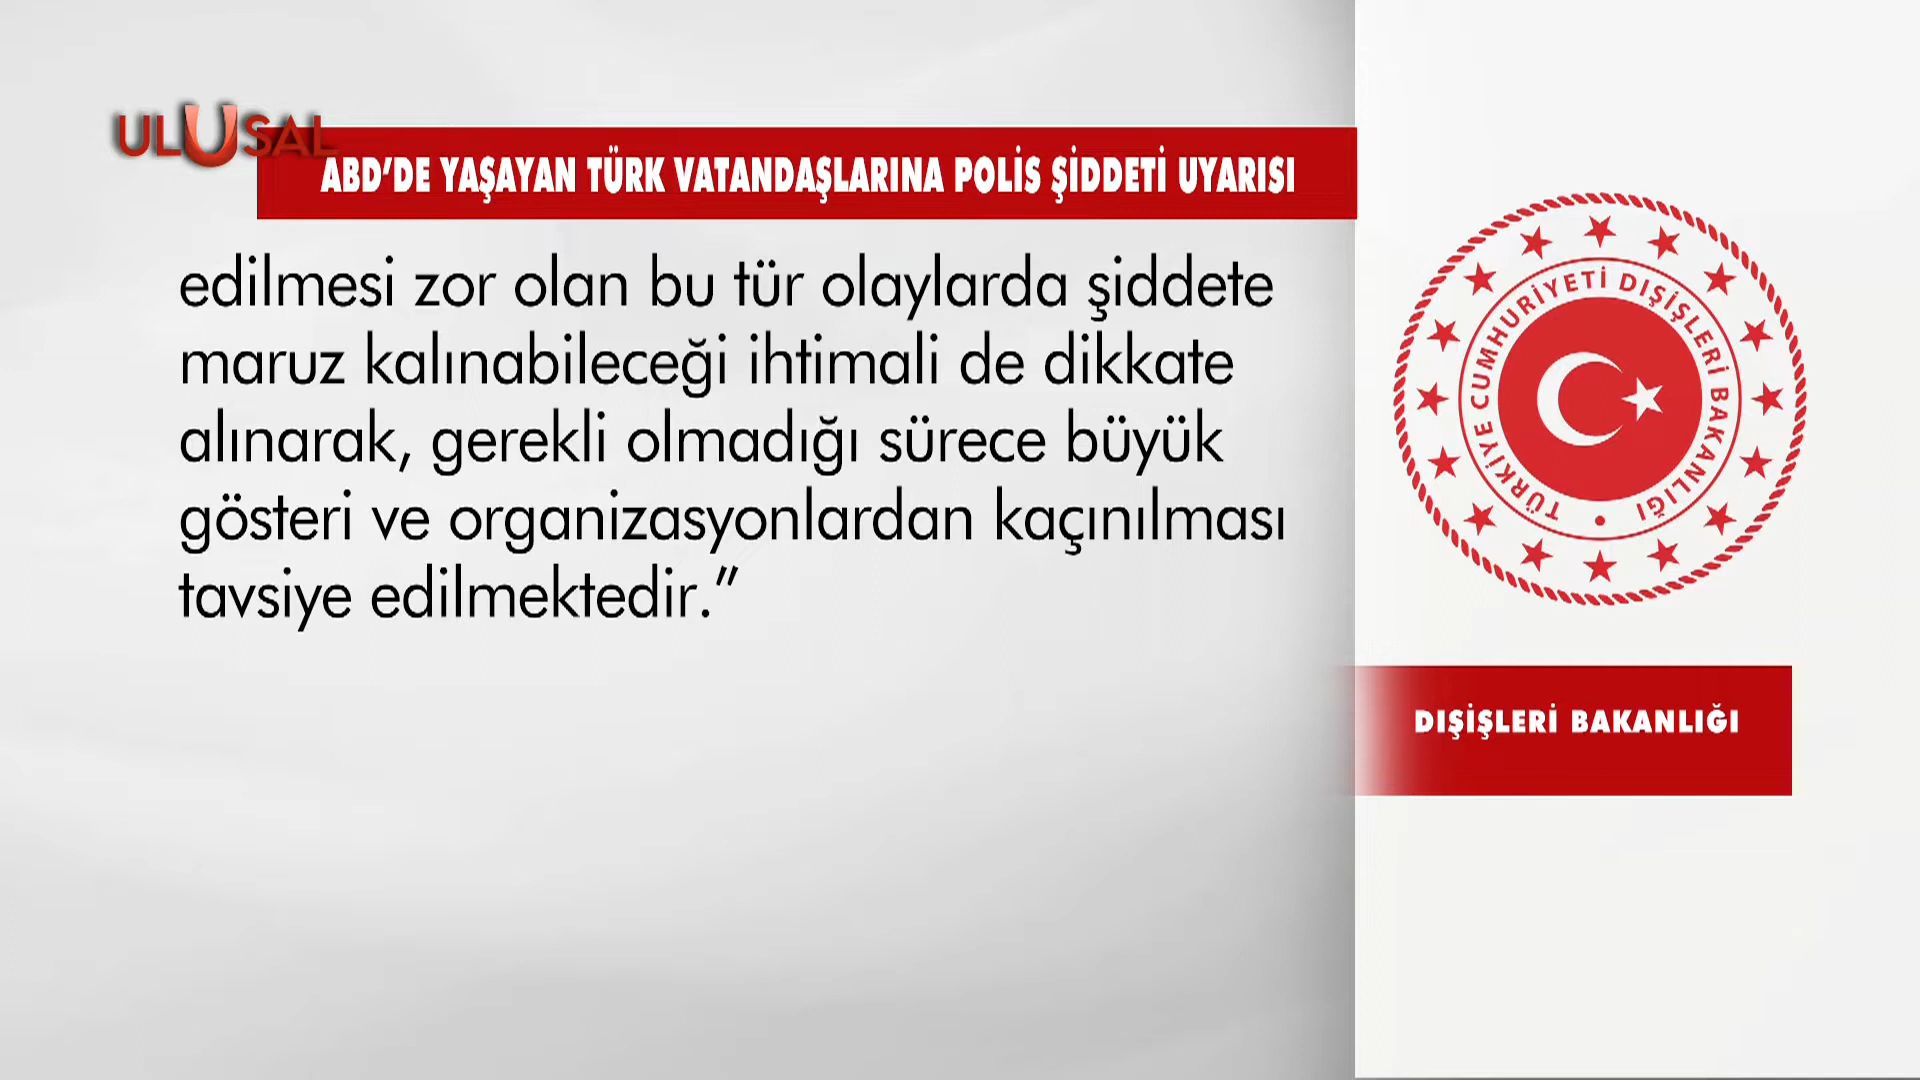 ULUSAL
ABD'DE YAŞAYAN TÜRK VATANDAŞLARINA POLİS ŞİDDETİ UYARISI
edilmesi zor olan bu tür olaylarda şiddete
maruz kalınabileceği ihtimali de dikkate
alınarak, gerekli olmadığı sürece büyük
gösteri ve organizasyonlardan kaçınılması
tavsiye edilmektedir.”
TÜRKİYE CUMHURİYETİ DIŞİŞLERİ BAKANLIĞI
DIŞİŞLERİ BAKANLIĞI